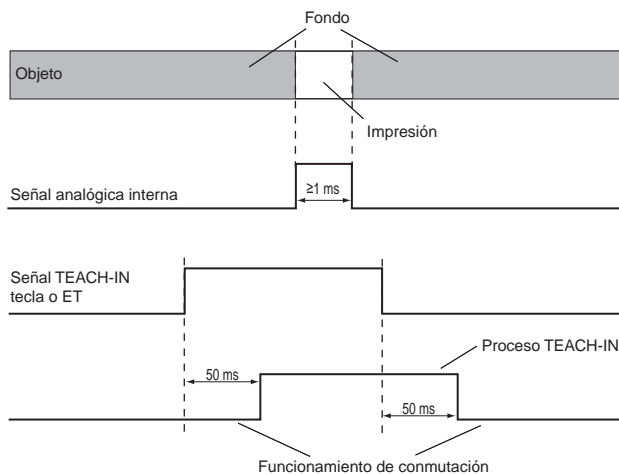 Fondo
Objeto
Impresión
≥1 ms
Señal analógica interna
Señal TEACH-IN
tecla o ET
Proceso TEACH-IN
50 ms
50 ms
Funcionamiento de conmutación